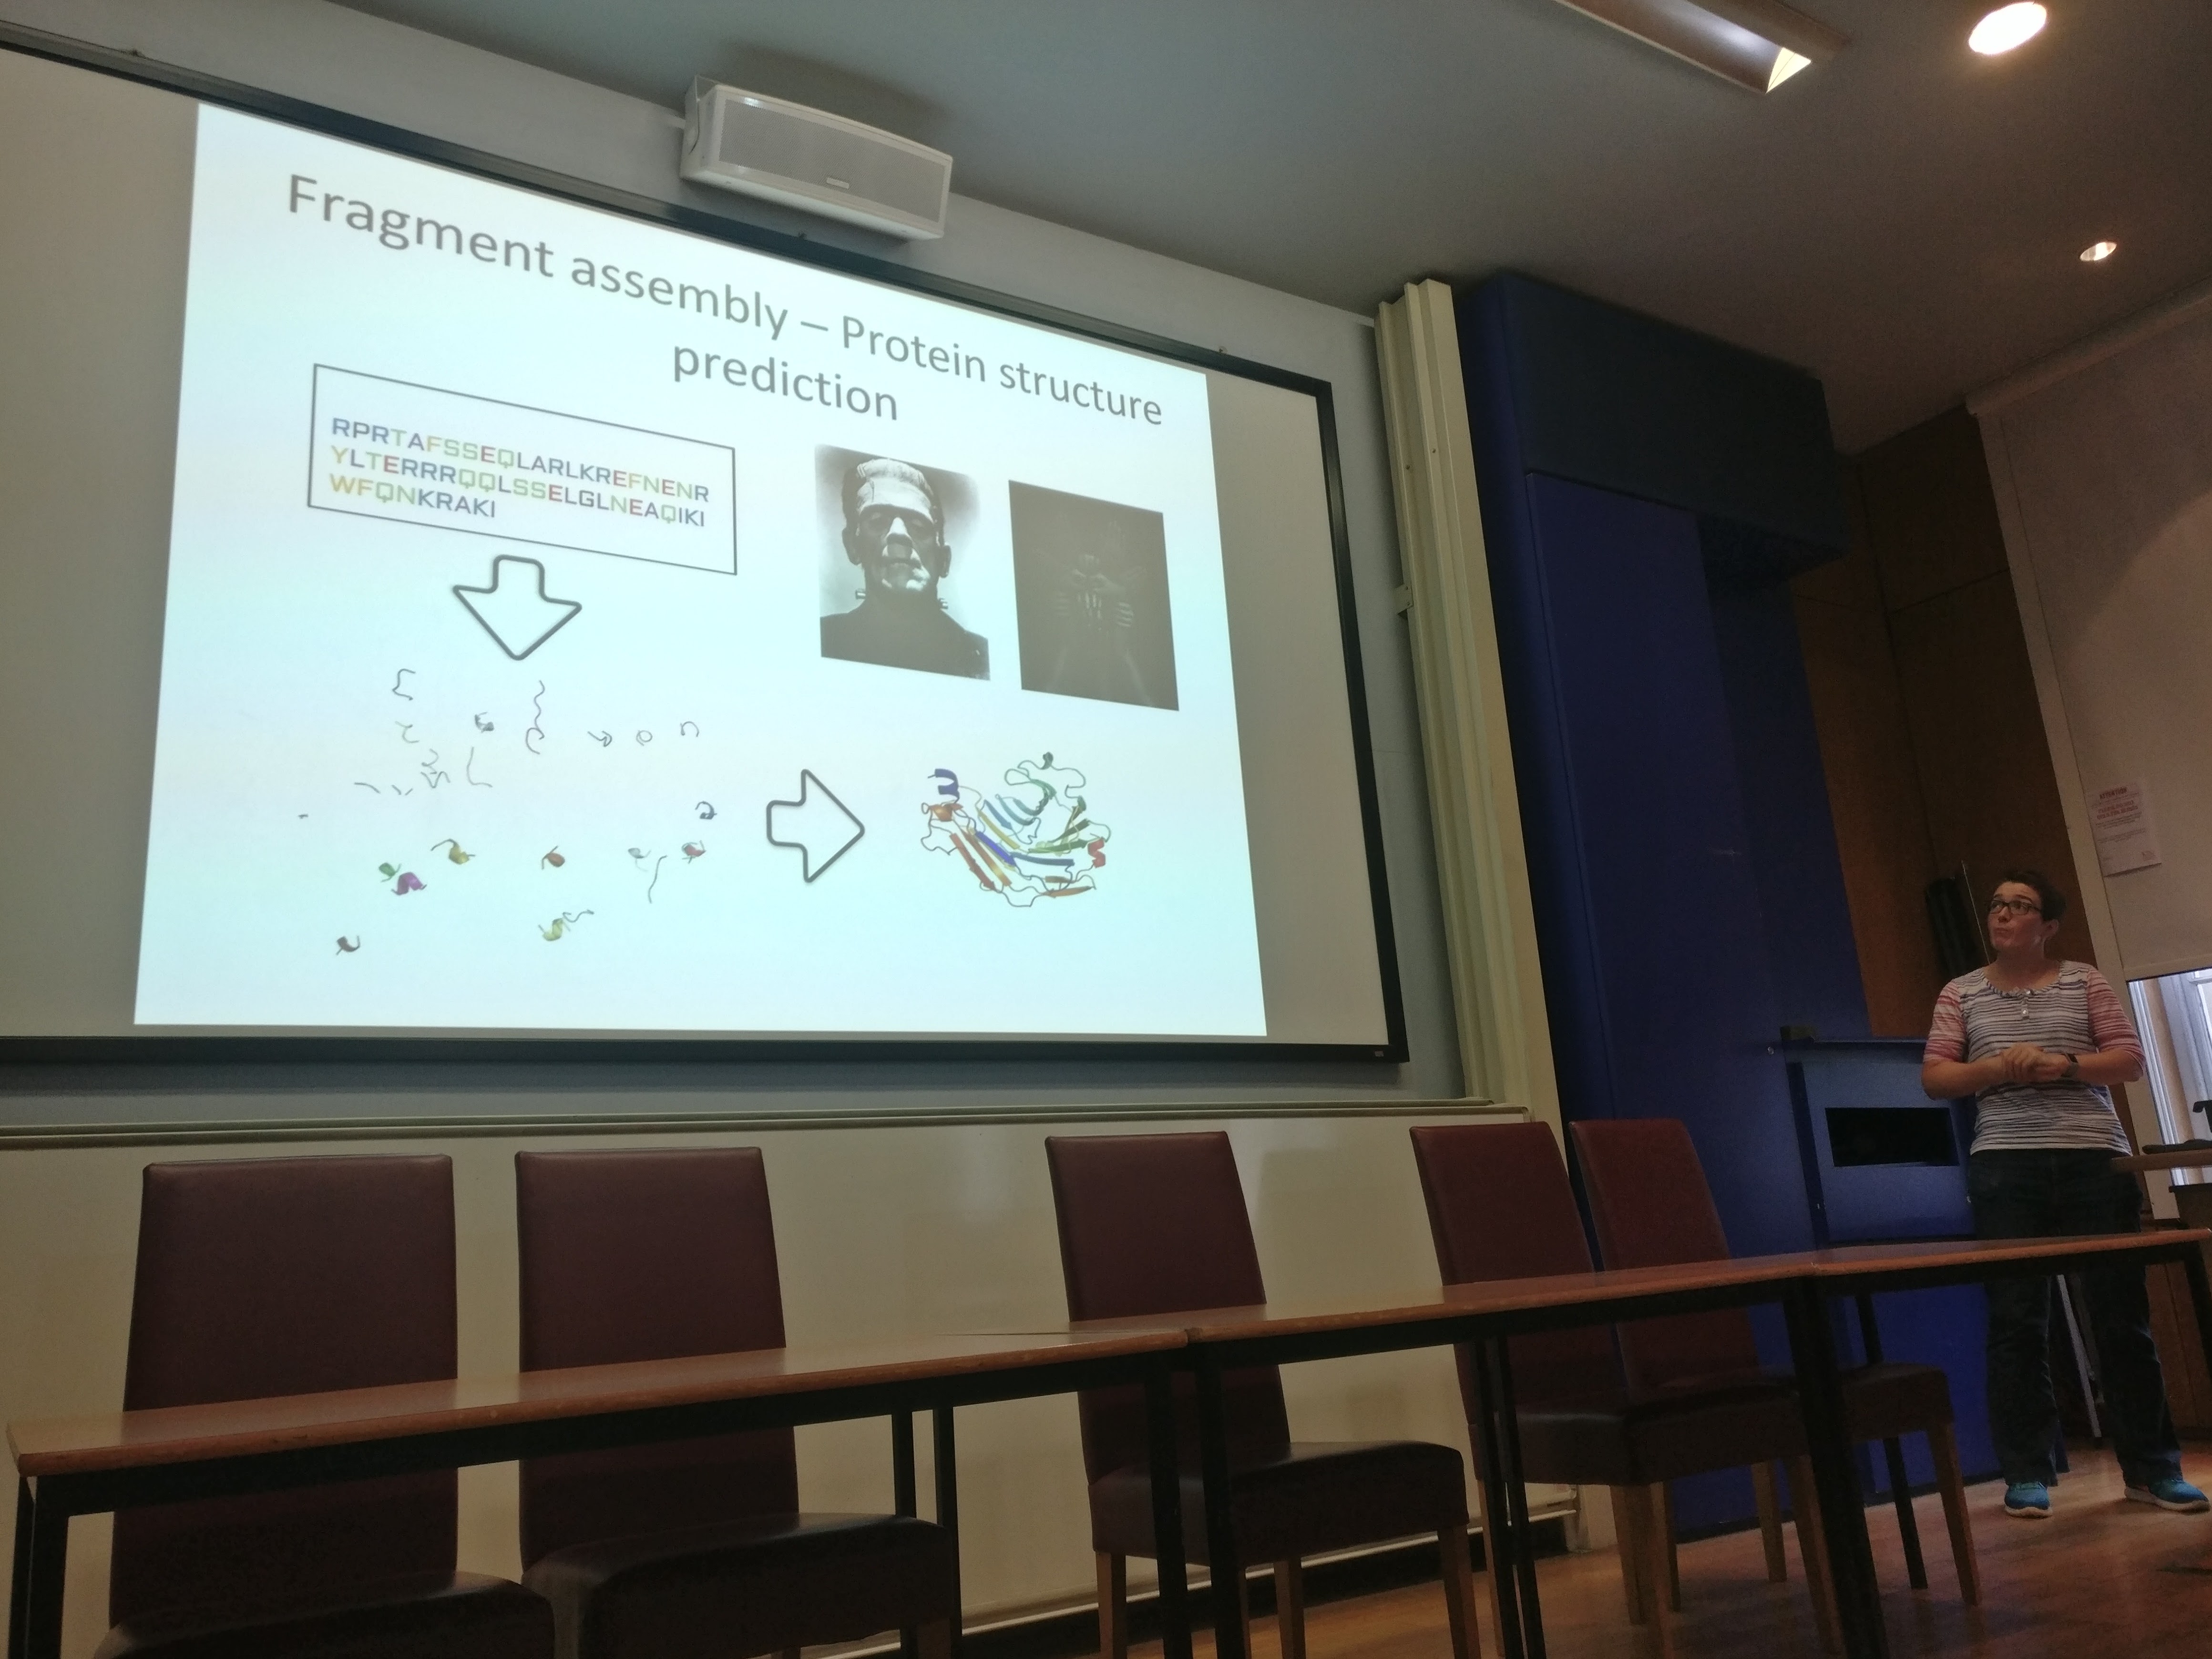 Fragment assembly – Protein structure
prediction
RPRTAFSSEQLARLKREFNENR
YLTERRRQQLSSELGLNEAQIKI
WFQNKRAKI